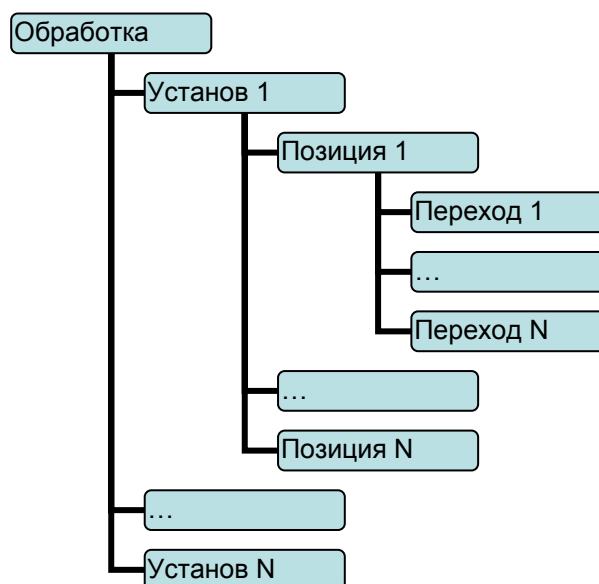 Обработка
Установ 1
Позиция 1
Переход 1
…
Переход N
…
Позиция N
…
Установ N